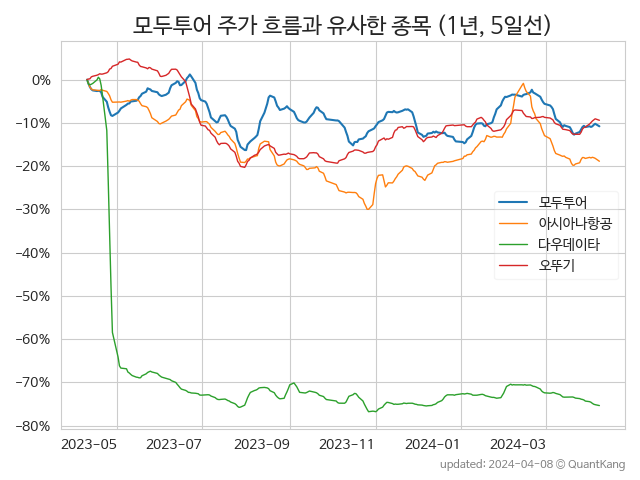 모두투어 주가 흐름과 유사한 종목 (1년, 5일선)
0%
−10%
−20%
−30%
−40%
−50%
−60%
−70%
−80%
모두투어
아시아나항공
다우데이타
오뚜기
2023-05 2023-07 2023-09 2023-11 2024-01 2024-03
updated: 2024-04-08 © QuantKang